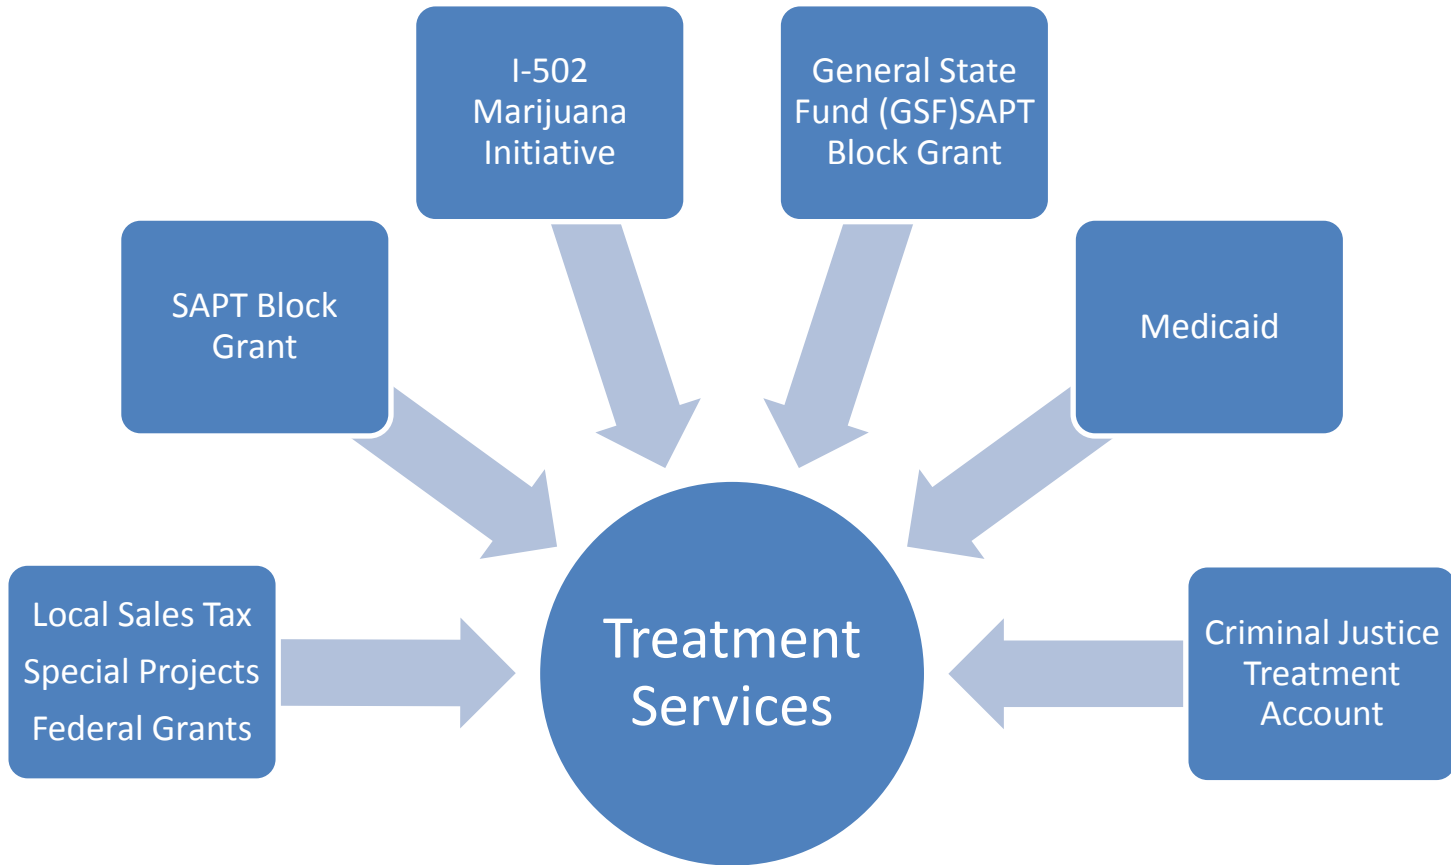 Local Sales Tax
Special Projects
Federal Grants
SAPT Block
Grant
I-502
Marijuana
Initiative
General State
Fund (GSF)SAPT
Block Grant
Medicaid
Criminal Justice
Treatment
Account
Treatment
Services